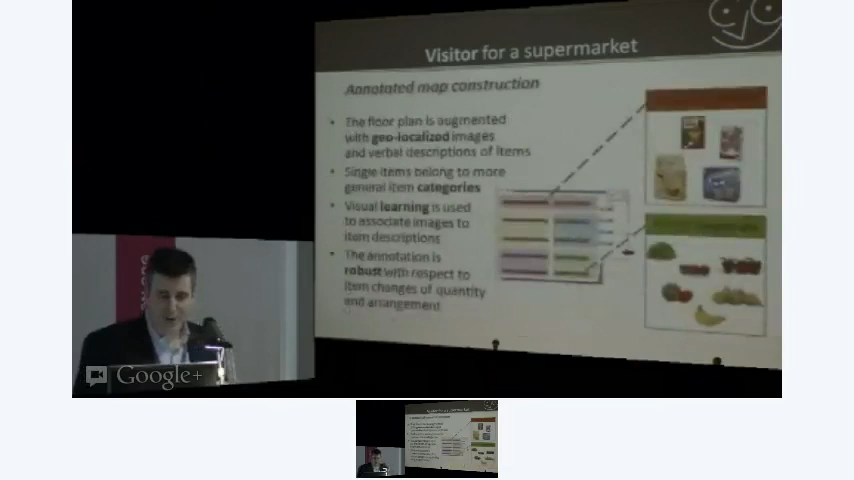 Visitor for a supermarket
Annotated map construction
• The floor plan is augmented
with geo-localized images
and verbal descriptions of items
• Single items belong to more
general item categories
• Visual learning is used
to associate images to
item descriptions
• The annotation is
robust with respect to
item changes of quantity
and arrangement
Google+